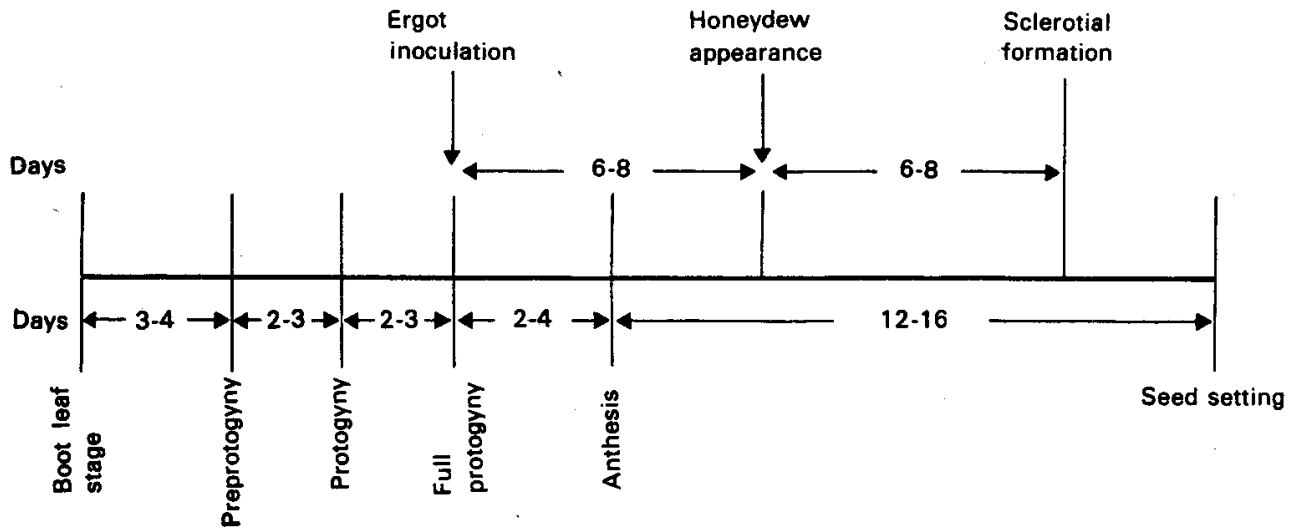 Ergot
inoculation
Honeydew
appearance
Sclerotial
formation
Days
6-8
6-8
Days
3-4
2-3
2-3
2-4
12-16
Boot leaf
stage
Preprotogyny
Protogyny
Full
protogyny
Anthesis
Seed setting